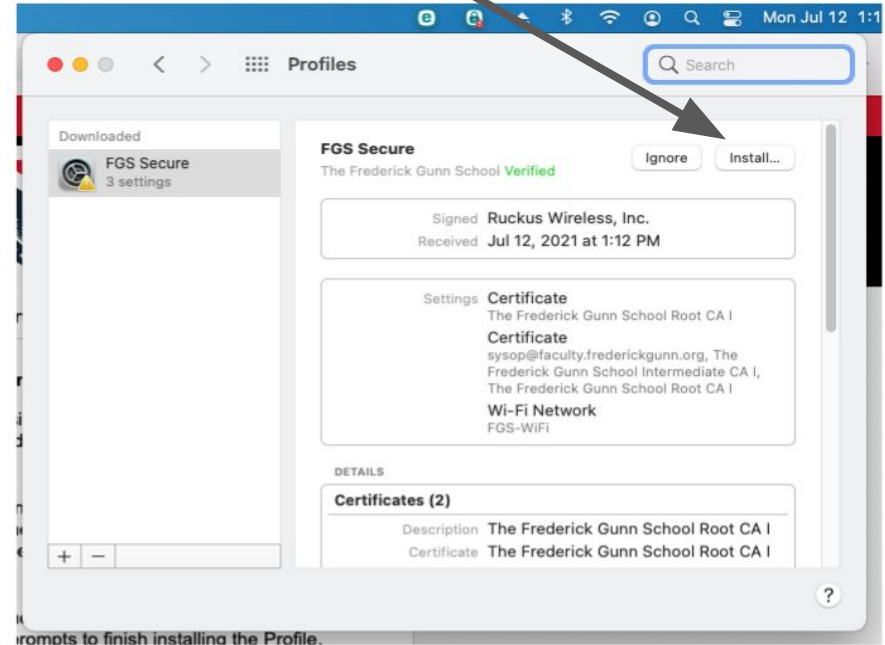 Mon Jul 12 1:1
Profiles
Search
Downloaded
FGS Secure
3 settings
FGS Secure
The Frederick Gunn School Verified
Ignore
Install...
Signed Ruckus Wireless, Inc.
Received Jul 12, 2021 at 1:12 PM
Settings Certificate
The Frederick Gunn School Root CA I
Certificate
sysop@faculty.frederickgunn.org, The
Frederick Gunn School Intermediate CA I,
The Frederick Gunn School Root CA I
Wi-Fi Network
FGS-WiFi
DETAILS
Certificates (2)
Description The Frederick Gunn School Root CA I
Certificate The Frederick Gunn School Root CA I
+ −
?
prompts to finish installing the Profile.